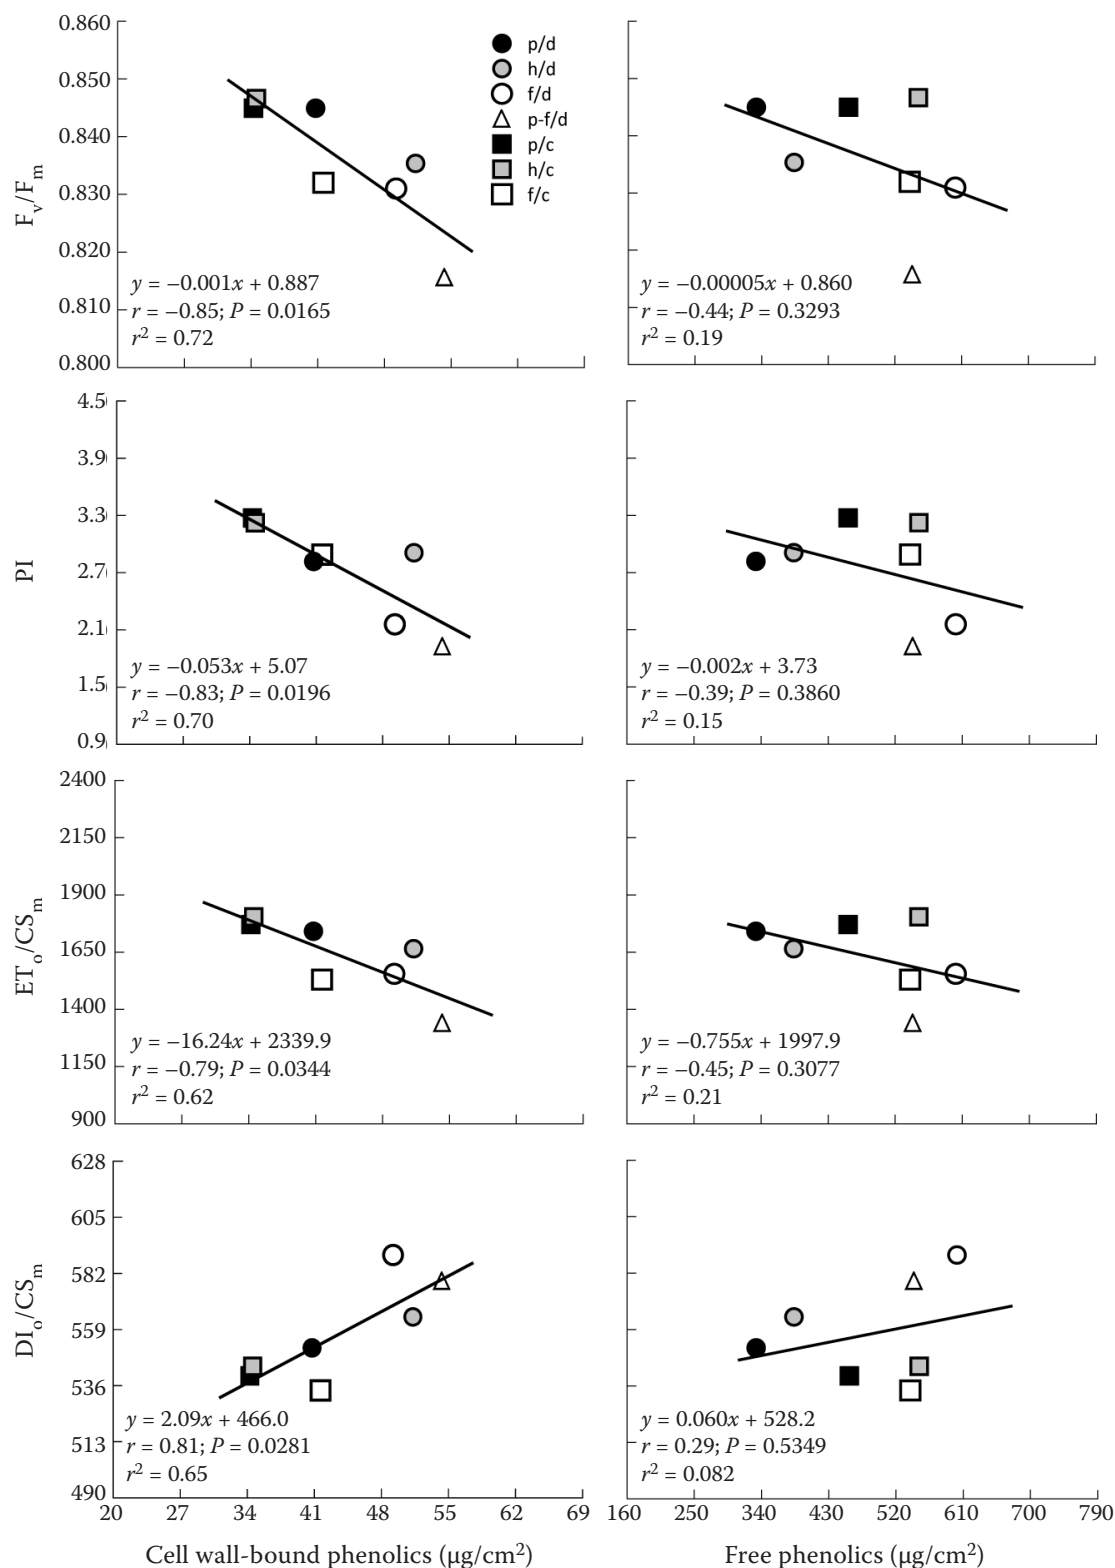 0.860
0.850
0.840
0.830
0.820
0.810
0.800
Fv/Fm
p/d
h/d
f/d
p-f/d
p/c
h/c
f/c
y = −0.001x + 0.887
r = −0.85; P = 0.0165
r² = 0.72
y = −0.00005x + 0.860
r = −0.44; P = 0.3293
r² = 0.19
4.5
3.9
3.3
2.7
2.1
1.5
0.9
PI
y = −0.053x + 5.07
r = −0.83; P = 0.0196
r² = 0.70
y = −0.002x + 3.73
r = −0.39; P = 0.3860
r² = 0.15
2400
2150
1900
1650
1400
1150
900
ETo/CSm
y = −16.24x + 2339.9
r = −0.79; P = 0.0344
r² = 0.62
y = −0.755x + 1997.9
r = −0.45; P = 0.3077
r² = 0.21
628
605
582
559
536
513
490
DIo/CSm
y = 2.09x + 466.0
r = 0.81; P = 0.0281
r² = 0.65
y = 0.060x + 528.2
r = 0.29; P = 0.5349
r² = 0.082
20 27 34 41 48 55 62 69
160 250 340 430 520 610 700 790
Cell wall-bound phenolics (µg/cm²)
Free phenolics (µg/cm²)